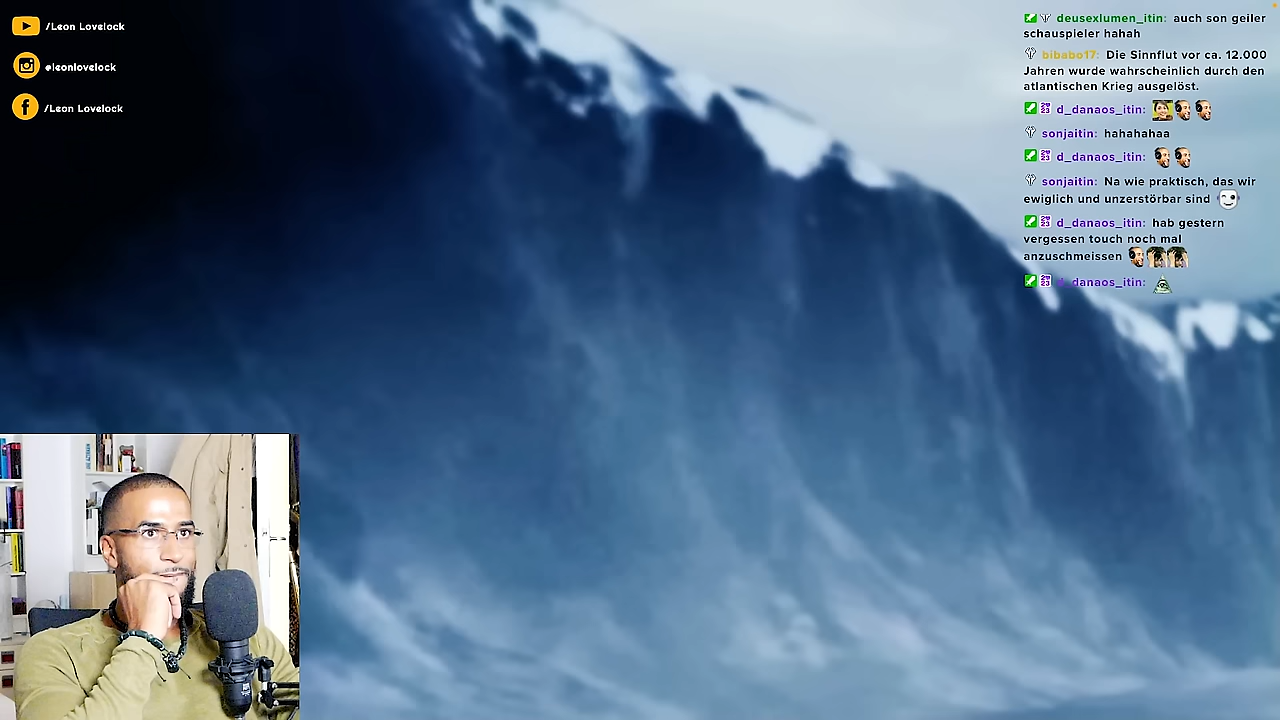 /Leon Lovelock
@leonlovelock
/Leon Lovelock
deusexlumen_itin: auch son geiler
schauspieler hahah
bibabo17: Die Sinnflut vor ca. 12.000
Jahren wurde wahrscheinlich durch den
atlantischen Krieg ausgelöst.
d_danaos_itin:
sonjaitin: hahahahaa
d_danaos_itin:
sonjaitin: Na wie praktisch, das wir
ewiglich und unzerstörbar sind
d_danaos_itin: hab gestern
vergessen touch noch mal
anzuschmeissen
d_danaos_itin: